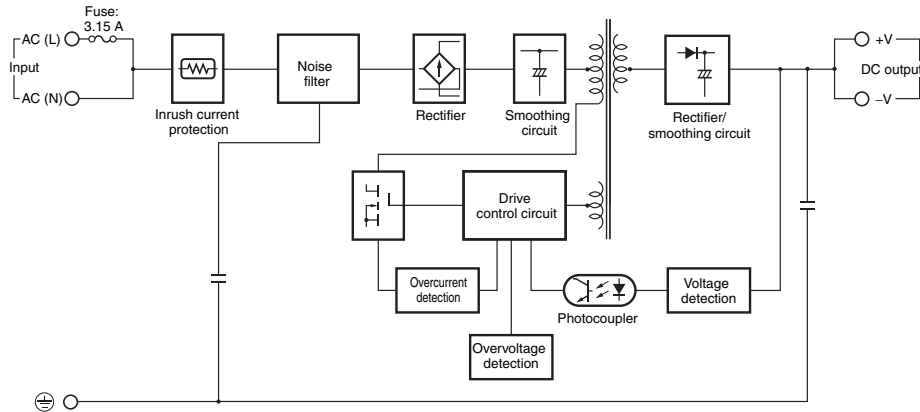 Fuse:
3.15 A
AC (L)
Input
AC (N)
Inrush current
protection
Noise
filter
Rectifier
Smoothing
circuit
Rectifier/
smoothing circuit
+V
DC output
–V
Drive
control circuit
Overcurrent
detection
Overvoltage
detection
Photocoupler
Voltage
detection